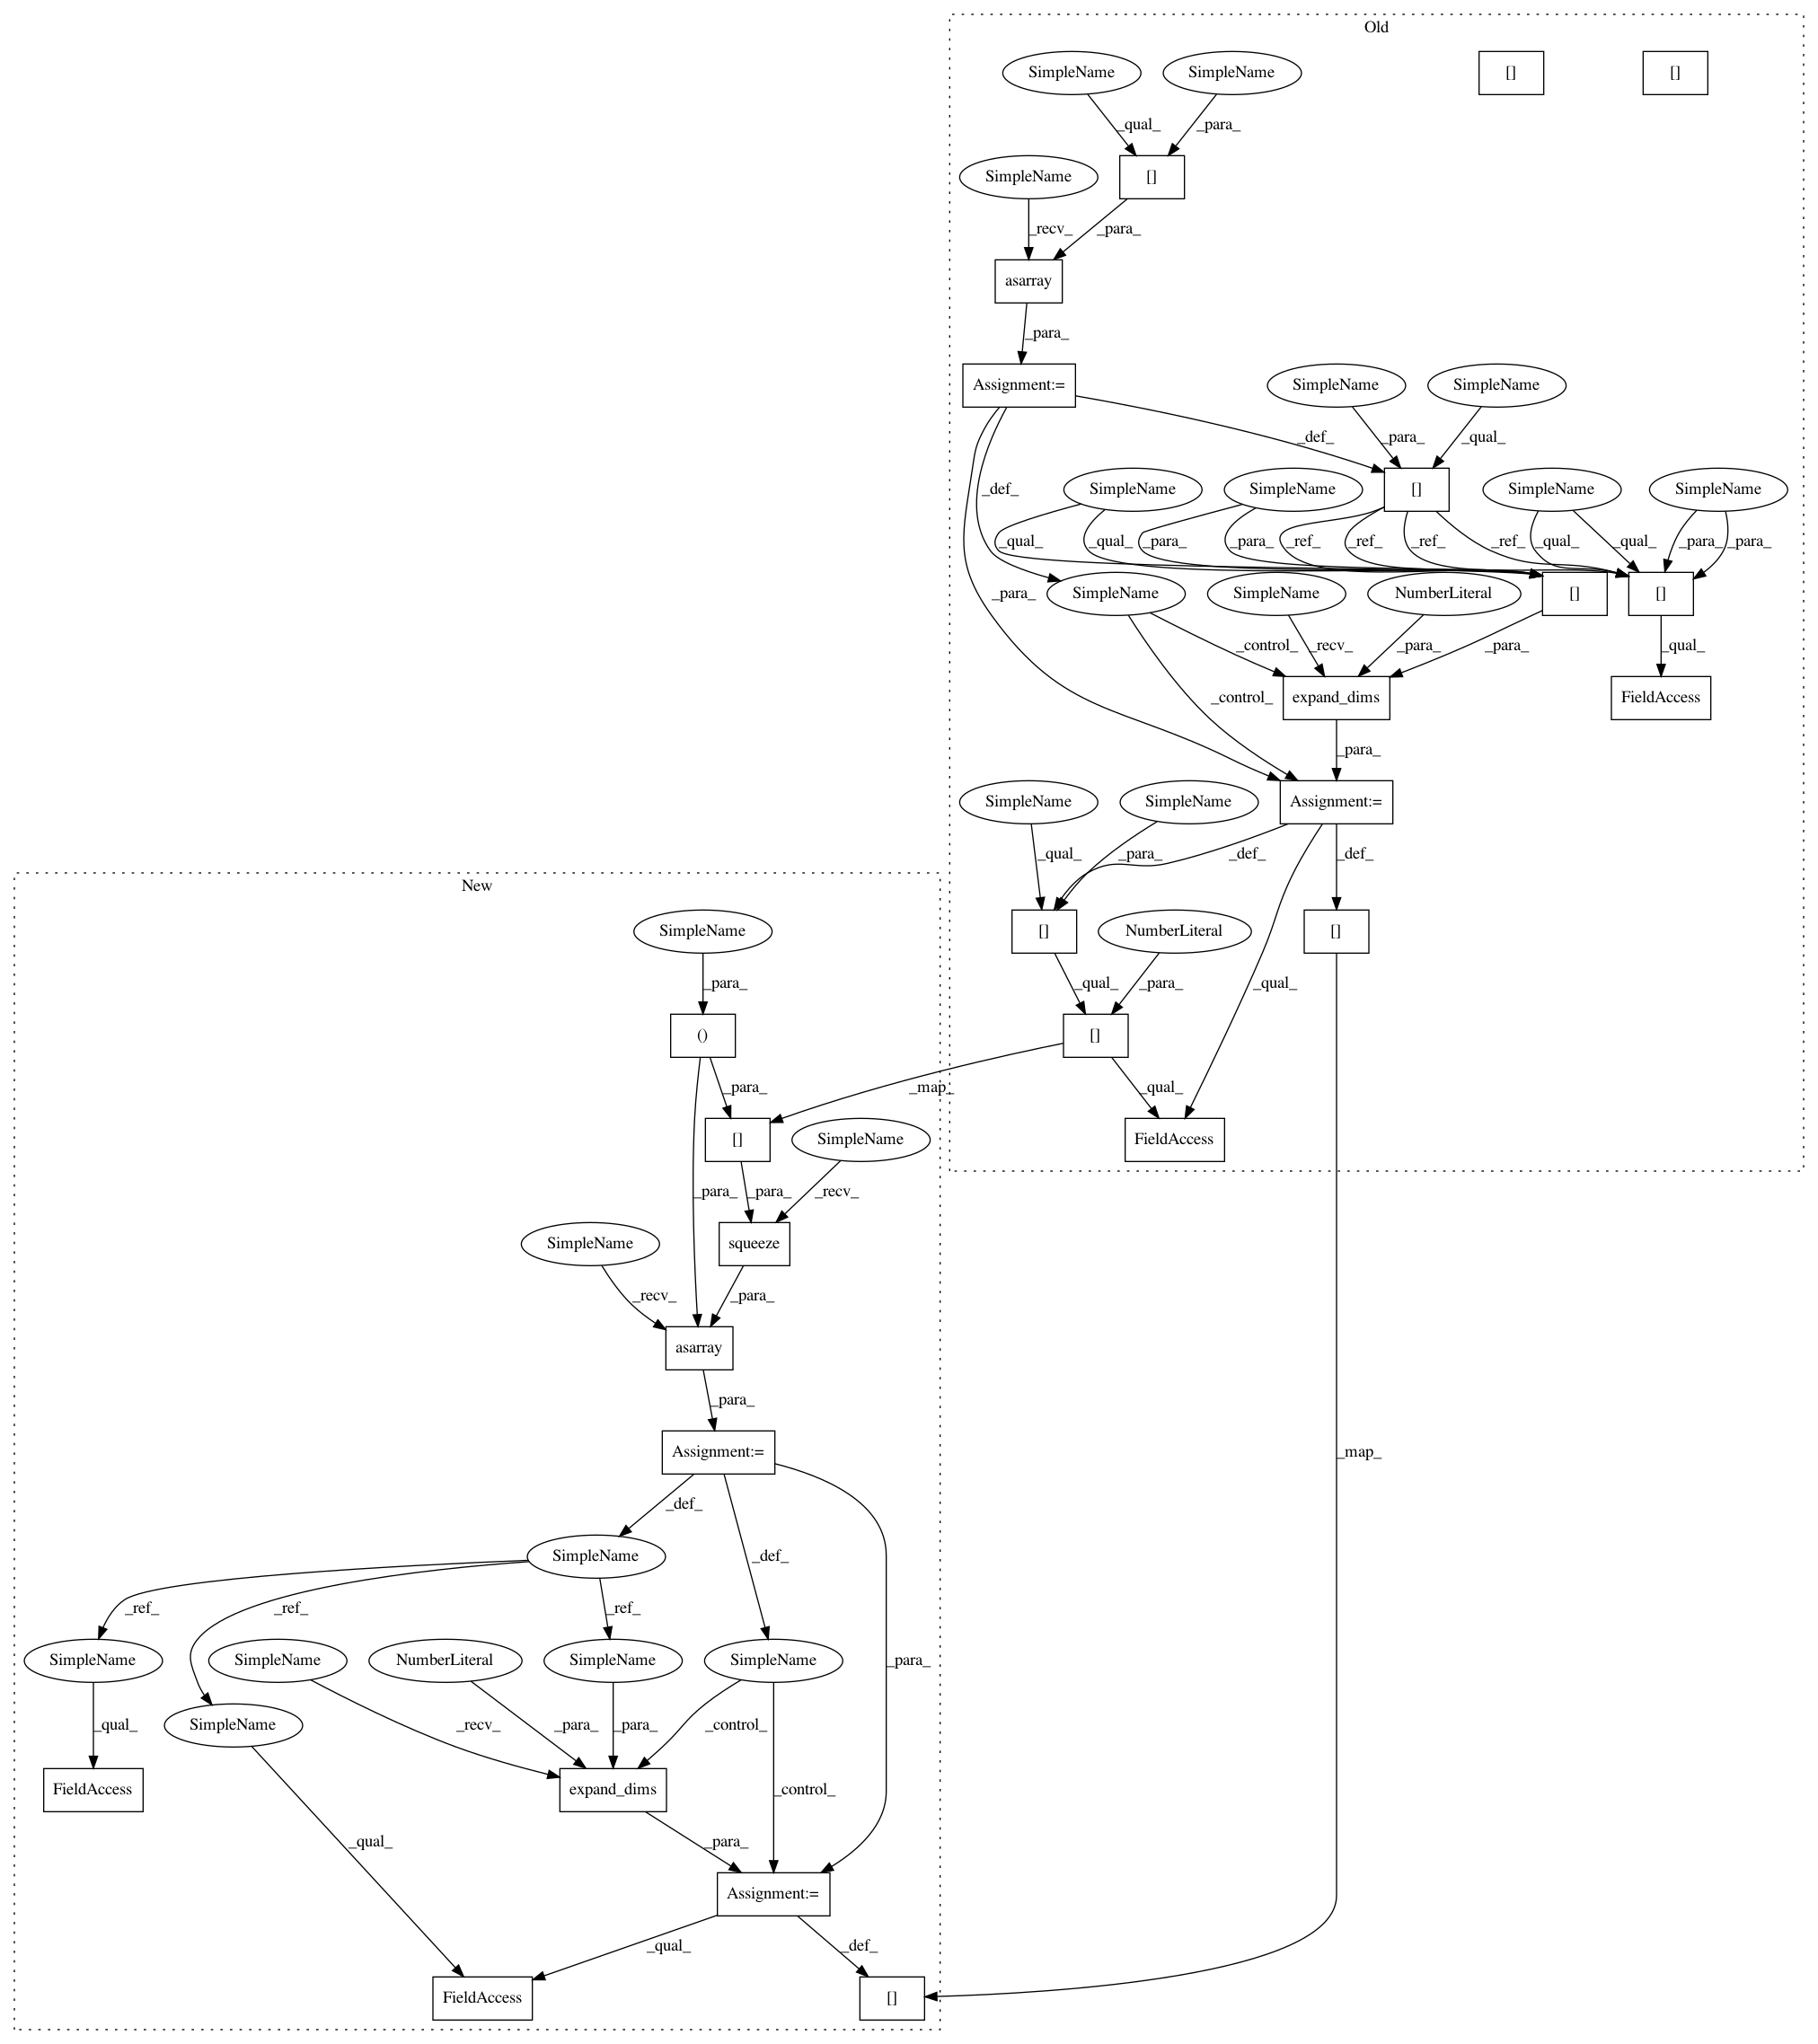 Old
SimpleName SimpleName [] []
_qual_ _para_
SimpleName []
_recv_ _para_
asarray
_para_
Assignment:= SimpleName SimpleName
_def_ _para_ _qual_
_def_ SimpleName SimpleName [] SimpleName SimpleName
_qual_ _qual_ _para_ _para_ _ref_ _ref_ _ref_ _ref_ _qual_ _qual_ _para_ _para_
_para_ SimpleName SimpleName NumberLiteral [] []
_control_ _recv_ _para_ _para_ _qual_
_control_ expand_dims FieldAccess
_para_
SimpleName SimpleName Assignment:=
_qual_ _para_ _def_ _def_
New
SimpleName [] NumberLiteral []
_para_ _qual_ _para_ _qual_
() []
_para_ _map_ _qual_
[] SimpleName FieldAccess
_para_ _para_ _recv_
SimpleName squeeze
_recv_ _para_
asarray
_para_
Assignment:= _map_
_def_ _def_
SimpleName
_ref_ _ref_ _ref_
SimpleName SimpleName NumberLiteral SimpleName SimpleName _para_
_qual_ SimpleName _recv_ _para_ _para_ _control_
FieldAccess expand_dims _control_
_qual_ _para_
Assignment:=
_qual_ _def_
FieldAccess []